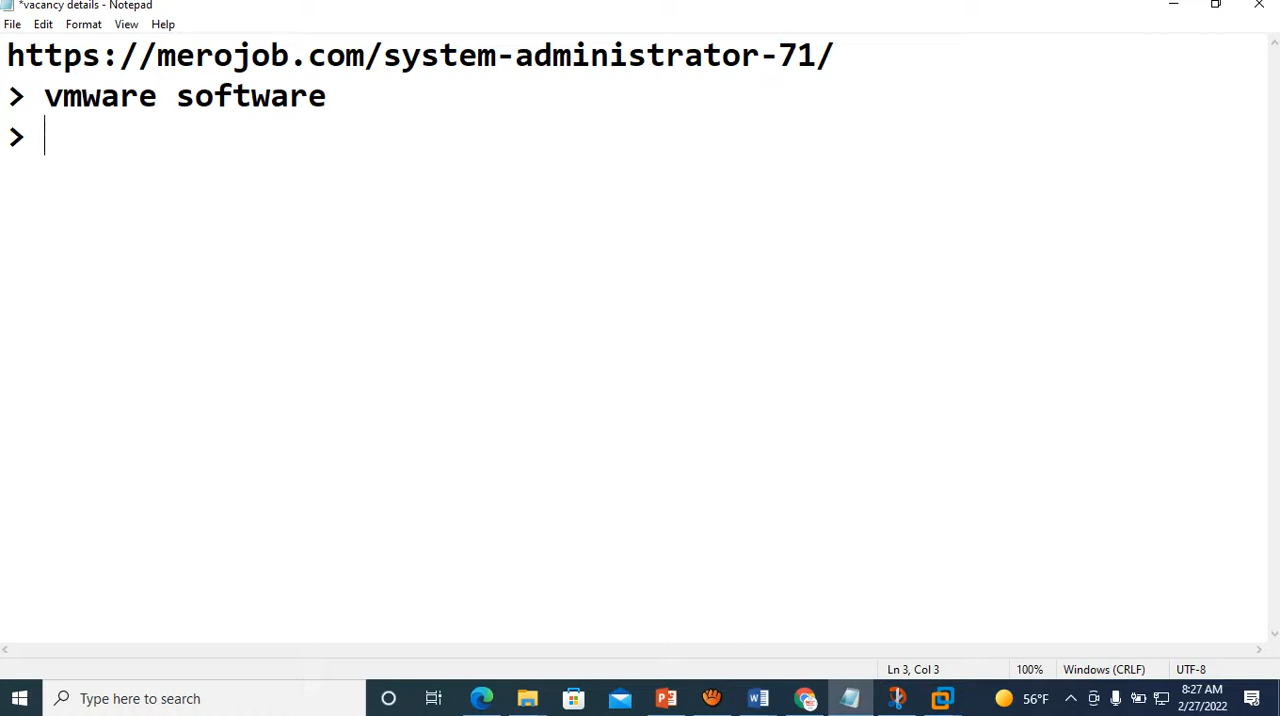 *vacancy details - Notepad
File Edit Format View Help
https://merojob.com/system-administrator-71/
> vmware software
>
Ln 3, Col 3 100% Windows (CRLF) UTF-8
Type here to search 56°F 8:27 AM
2/27/2022